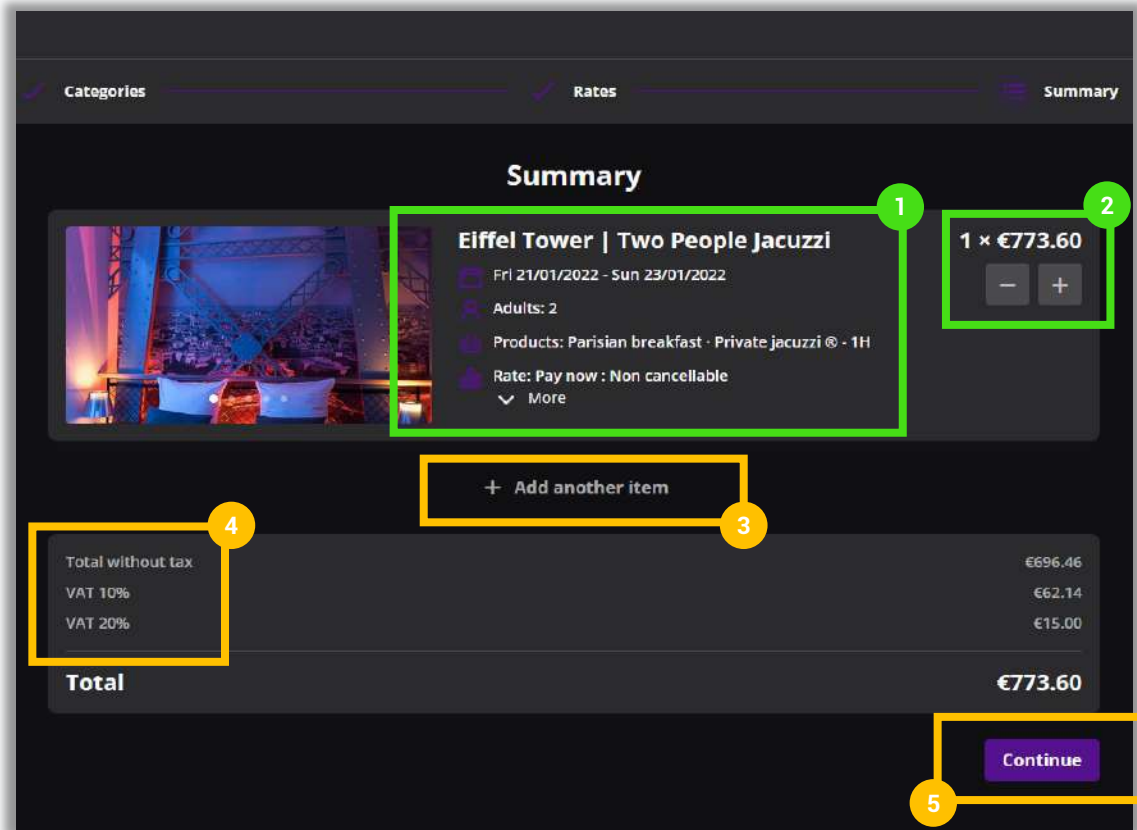 Categories
Rates
Summary
Summary
1
2
Eiffel Tower | Two People Jacuzzi
1 × €773.60
Fri 21/01/2022 - Sun 23/01/2022
− +
Adults: 2
Products: Parisian breakfast · Private jacuzzi ® - 1H
Rate: Pay now : Non cancellable
More
+ Add another item
3
4
Total without tax €696.46
VAT 10% €62.14
VAT 20% €15.00
Total €773.60
Continue
5